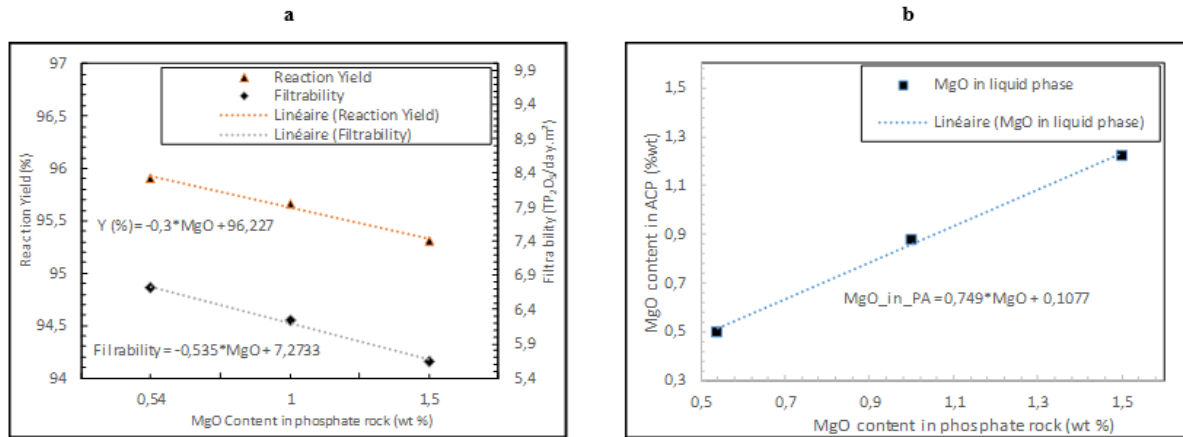 a
97
96,5
96
95,5
95
94,5
94
Reaction Yield (%)
Reaction Yield
Filtrability
Linéaire (Reaction Yield)
Linéaire (Filtrability)
Y (%)= -0,3*MgO + 96,227
Filrability = -0,535*MgO + 7,2733
9,9
9,4
8,9
8,4
7,9
7,4
6,9
6,4
5,9
5,4
Filtrability (TP₂O₅/day.m²)
0,54 1 1,5
MgO Content in phosphate rock (wt %)
b
1,5
1,3
1,1
0,9
0,7
0,5
0,3
MgO content in ACP (%wt)
MgO in liquid phase
Linéaire (MgO in liquid phase)
MgO_in_PA = 0,749*MgO + 0,1077
0,5 0,7 0,9 1,1 1,3 1,5
MgO content in phosphate rock (wt %)